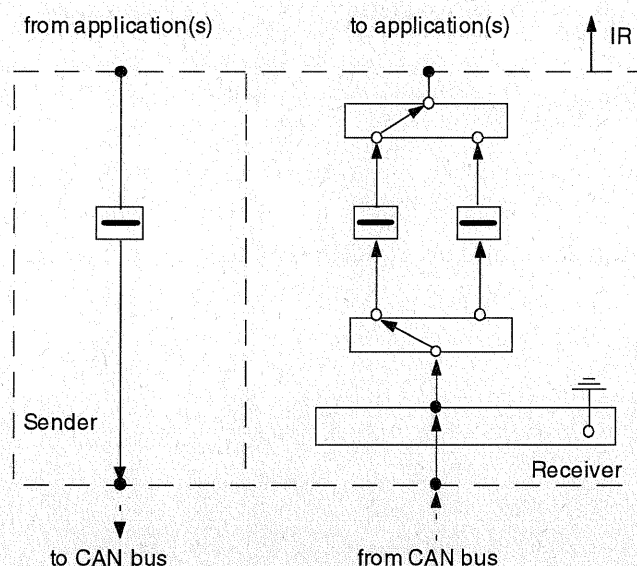 from application(s)
to application(s)
IR
Sender
Receiver
to CAN bus
from CAN bus